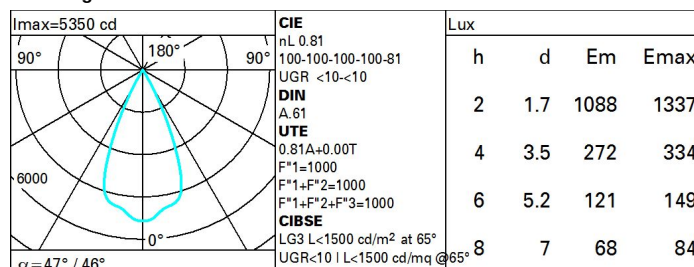 Imax=5350 cd
90°
180°
90°
6000
0°
α=47° / 46°
CIE
nL 0.81
100-100-100-100-81
UGR <10-<10
DIN
A.61
UTE
0.81A+0.00T
F"1=1000
F"1+F"2=1000
F"1+F"2+F"3=1000
CIBSE
LG3 L<1500 cd/m² at 65°
UGR<10 | L<1500 cd/mq @65°
Lux
h d Em Emax
2 1.7 1088 1337
4 3.5 272 334
6 5.2 121 149
8 7 68 84